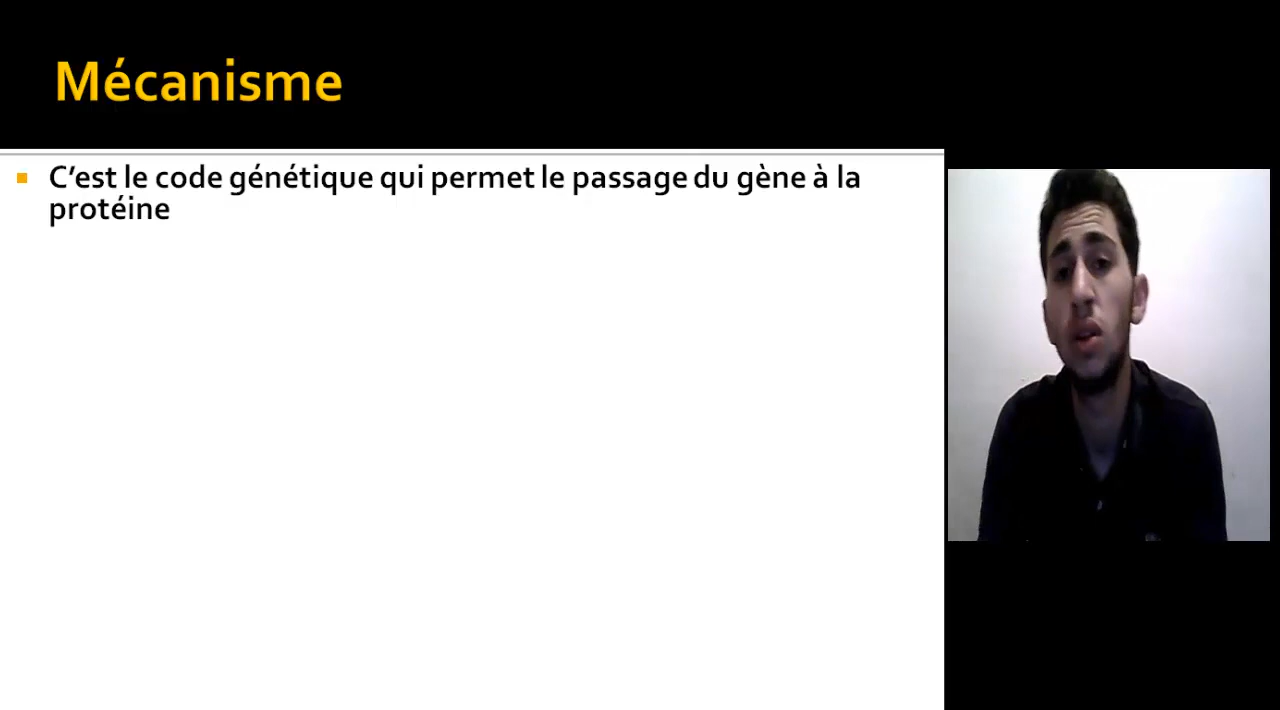 Mécanisme
C’est le code génétique qui permet le passage du gène à la
protéine